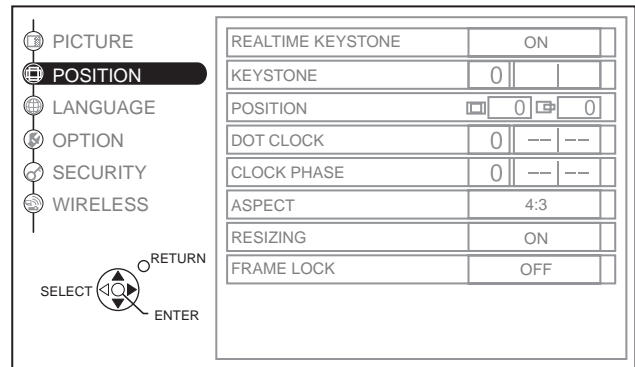 PICTURE
POSITION
LANGUAGE
OPTION
SECURITY
WIRELESS
RETURN
SELECT
ENTER
REALTIME KEYSTONE ON
KEYSTONE 0
POSITION 0 0
DOT CLOCK 0 -- --
CLOCK PHASE 0 -- --
ASPECT 4:3
RESIZING ON
FRAME LOCK OFF